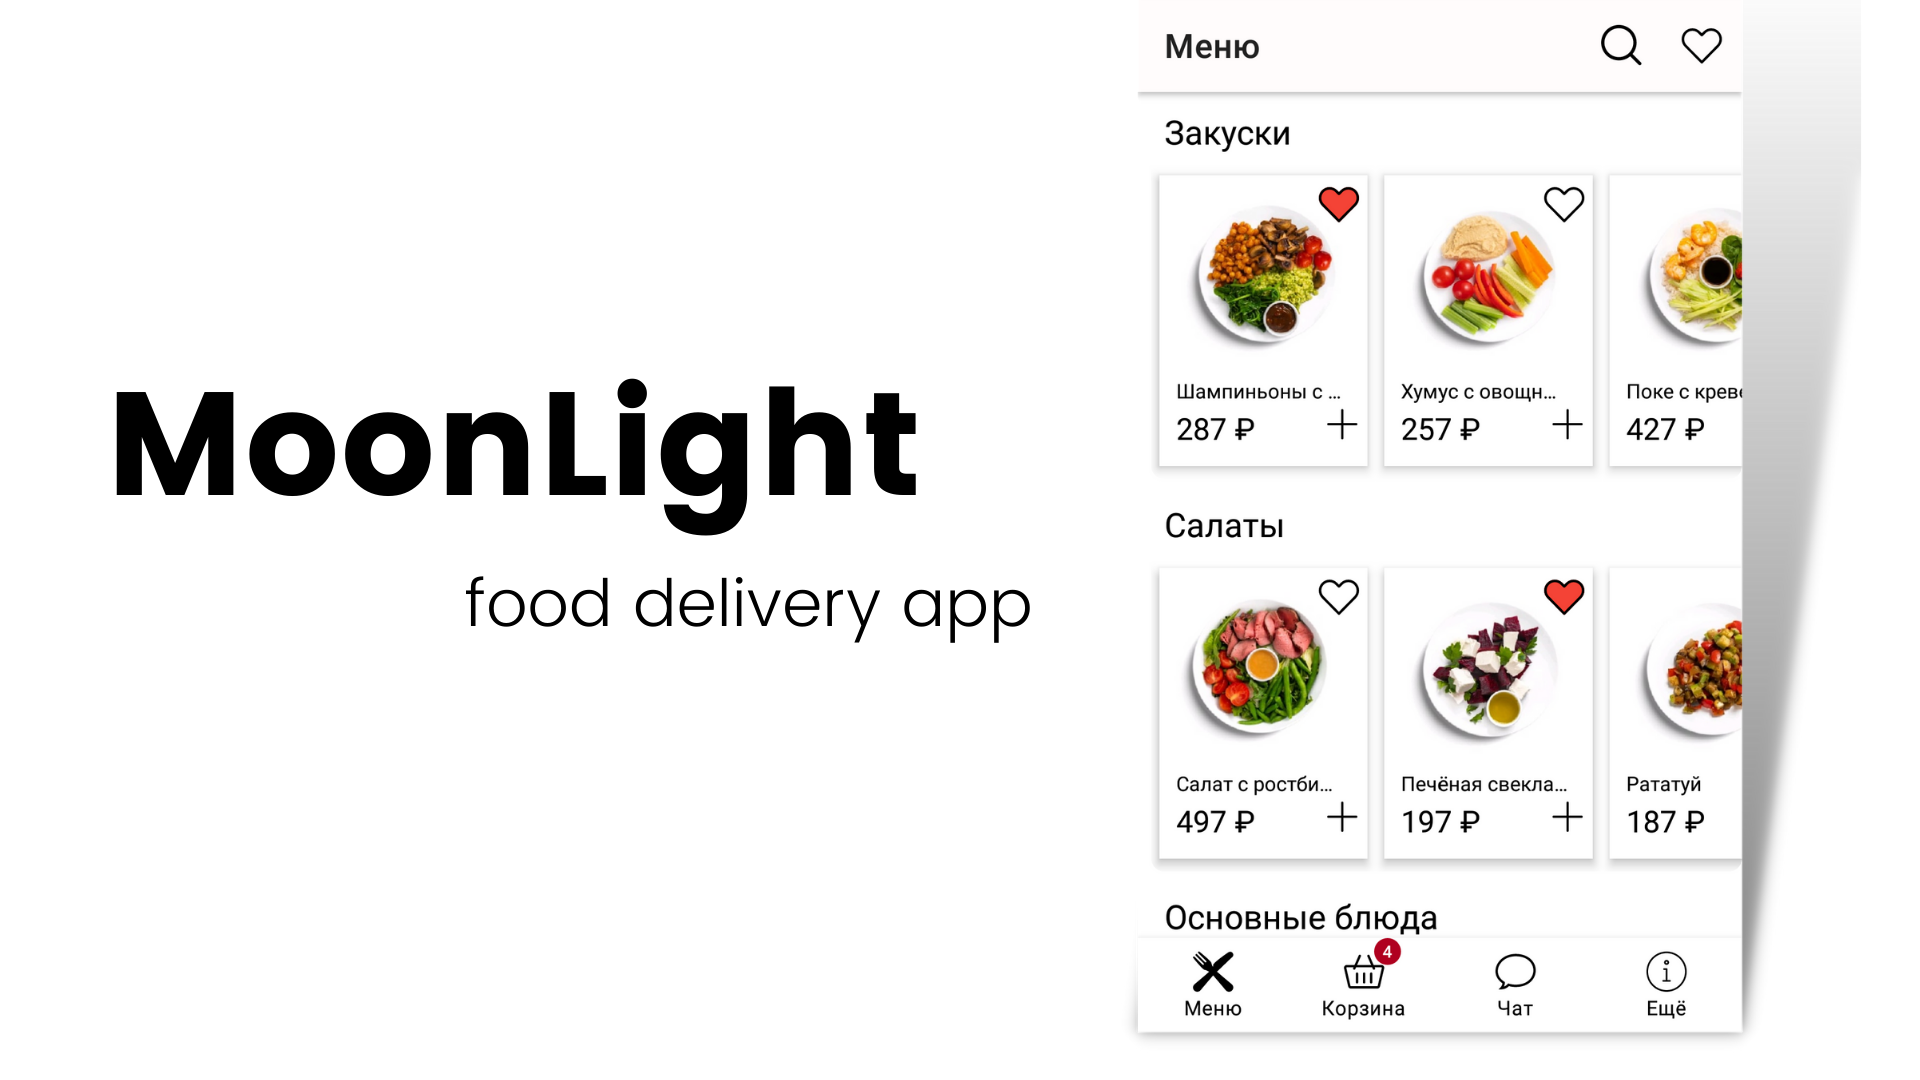 MoonLight
food delivery app
Меню
Закуски
Шампиньоны с ...
287 ₽
Хумус с овощн...
257 ₽
Поке с крев
427 ₽
Салаты
Салат с ростби...
497 ₽
Печёная свекла...
197 ₽
Рататуй
187 ₽
Основные блюда
4
Меню
Корзина
Чат
Ещё